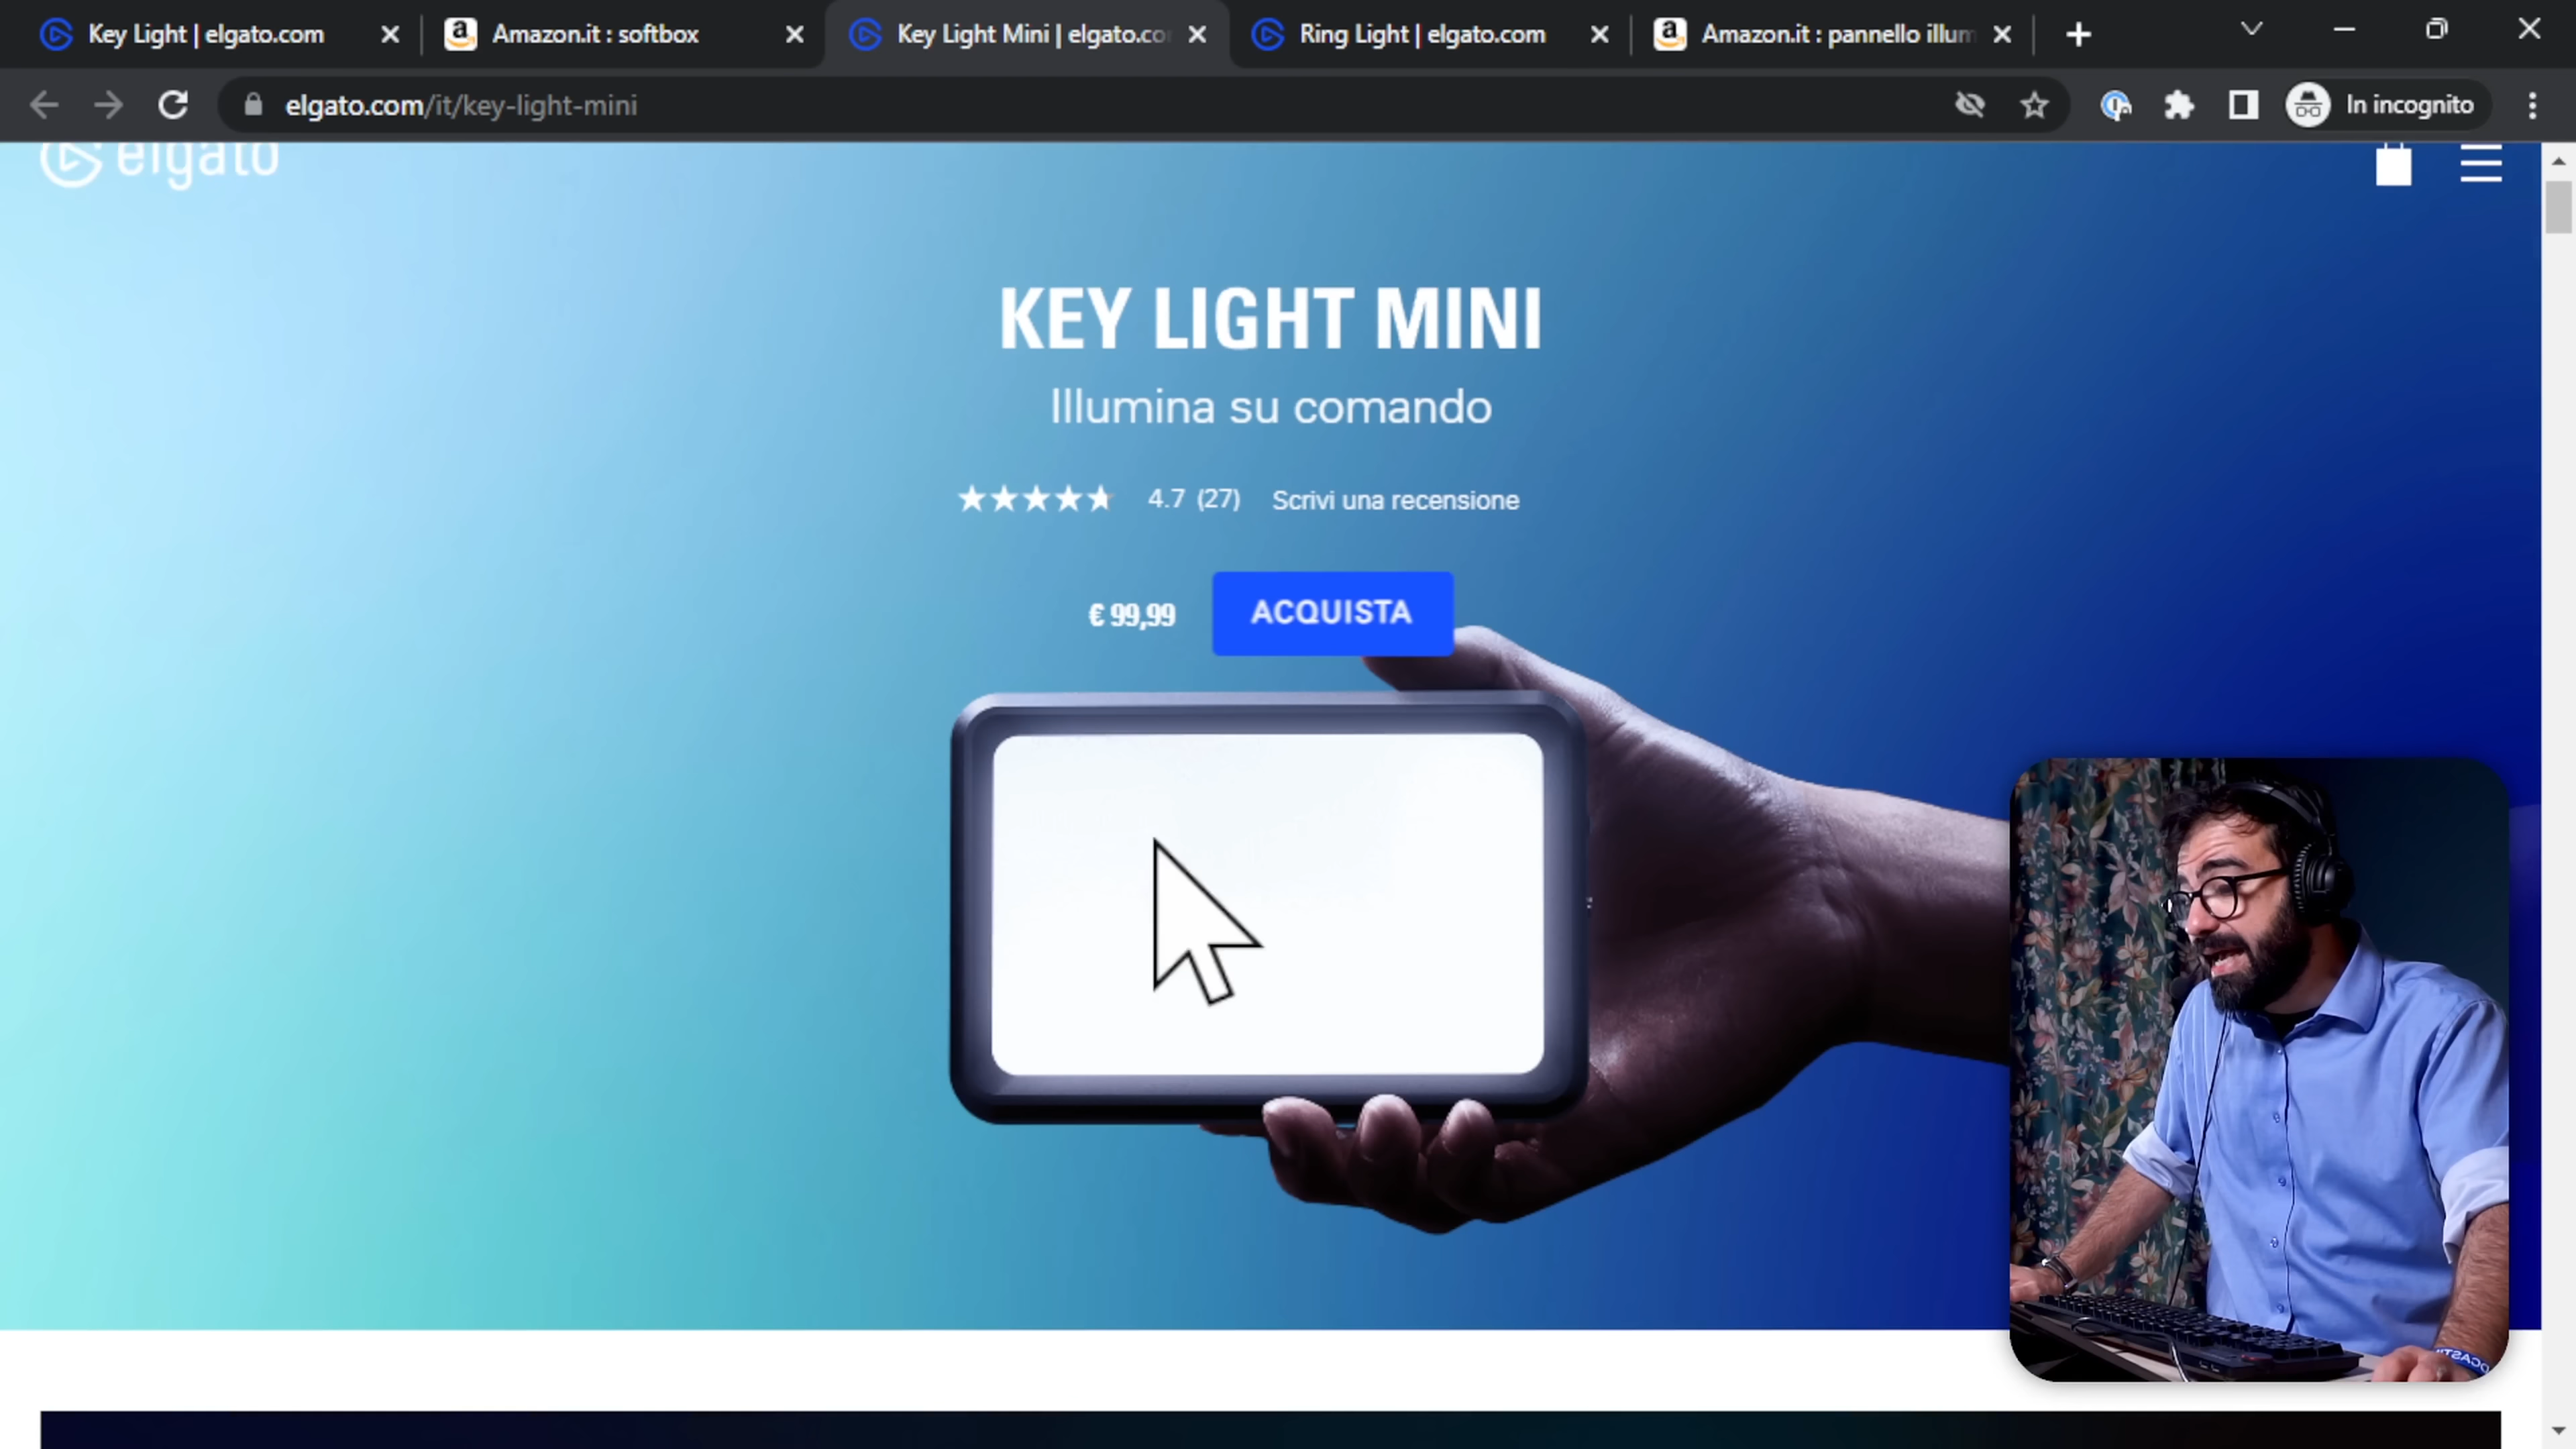 Key Light | elgato.com
Amazon.it : softbox
Key Light Mini | elgato.co
Ring Light | elgato.com
Amazon.it : pannello illum
elgato.com/it/key-light-mini
In incognito
elgato
KEY LIGHT MINI
Illumina su comando
4.7 (27) Scrivi una recensione
€ 99,99
ACQUISTA